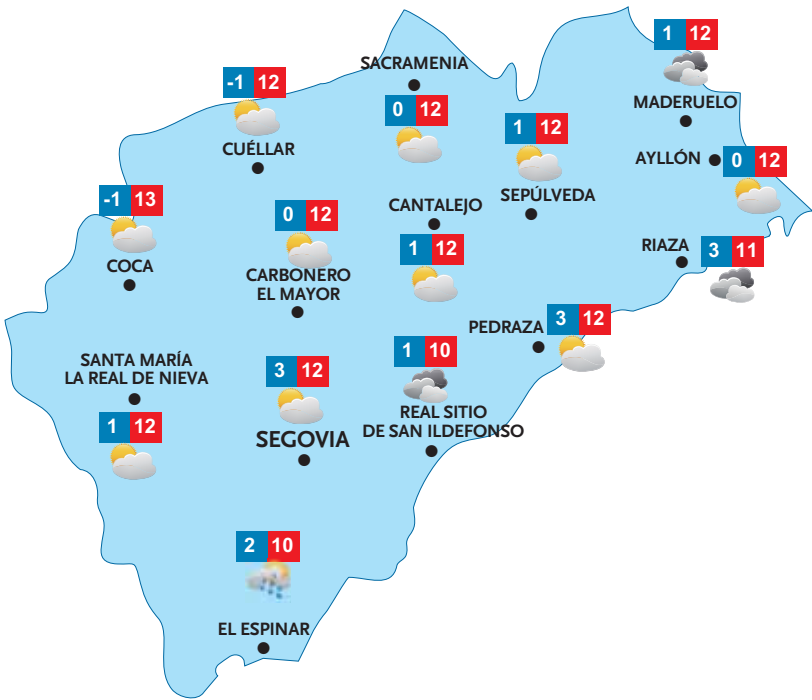 1 12
MADERUELO
SACRAMENIA
0 12
-1 12
CUÉLLAR
1 12
SEPÚLVEDA
AYLLÓN
0 12
-1 13
COCA
0 12
CARBONERO
EL MAYOR
CANTALEJO
1 12
RIAZA
3 11
PEDRAZA
3 12
SANTA MARÍA
LA REAL DE NIEVA
1 12
3 12
SEGOVIA
1 10
REAL SITIO
DE SAN ILDEFONSO
2 10
EL ESPINAR